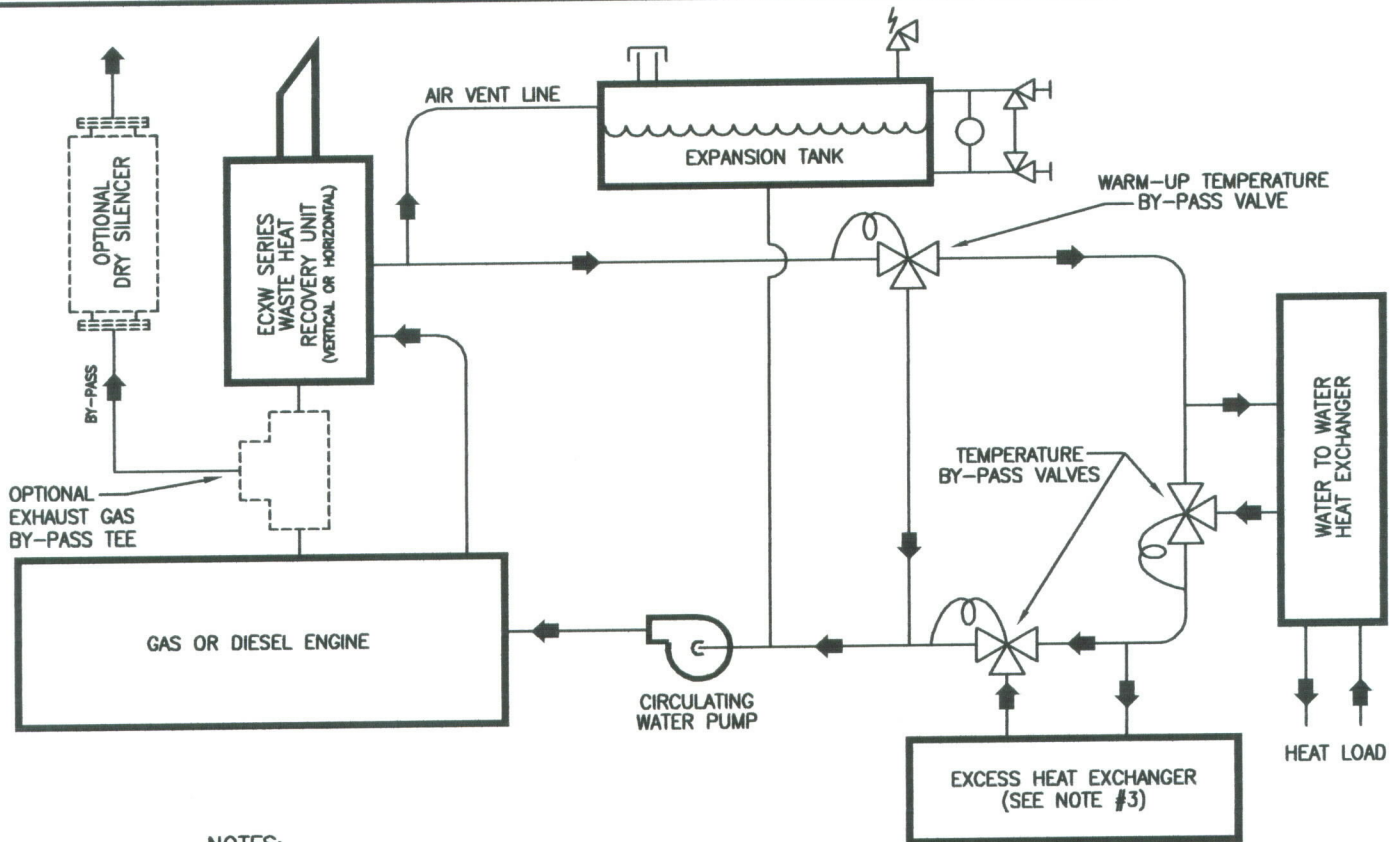 AIR VENT LINE
EXPANSION TANK
WARM-UP TEMPERATURE
BY-PASS VALVE
OPTIONAL
DRY SILENCER
ECXW SERIES
WASTE HEAT
RECOVERY UNIT
(VERTICAL OR HORIZONTAL)
BY-PASS
OPTIONAL
EXHAUST GAS
BY-PASS TEE
TEMPERATURE
BY-PASS VALVES
WATER TO WATER
HEAT EXCHANGER
GAS OR DIESEL ENGINE
CIRCULATING
WATER PUMP
HEAT LOAD
EXCESS HEAT EXCHANGER
(SEE NOTE #3)
NOTES: